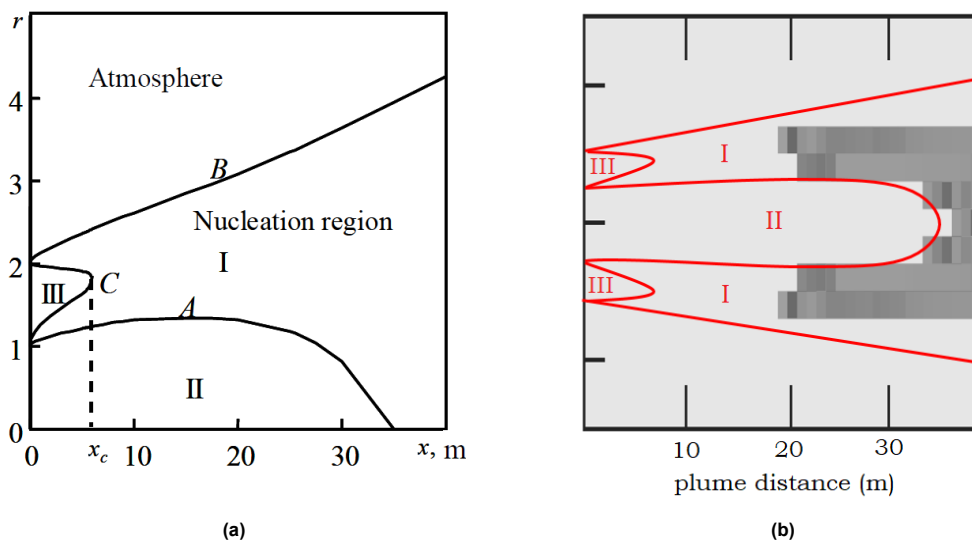 r
Atmosphere
4
B
3
Nucleation region
I
2
III
C
A
1
II
0
0
x_c
10
20
30
x, m
(a)
I
III
II
III
I
10
20
30
plume distance (m)
(b)